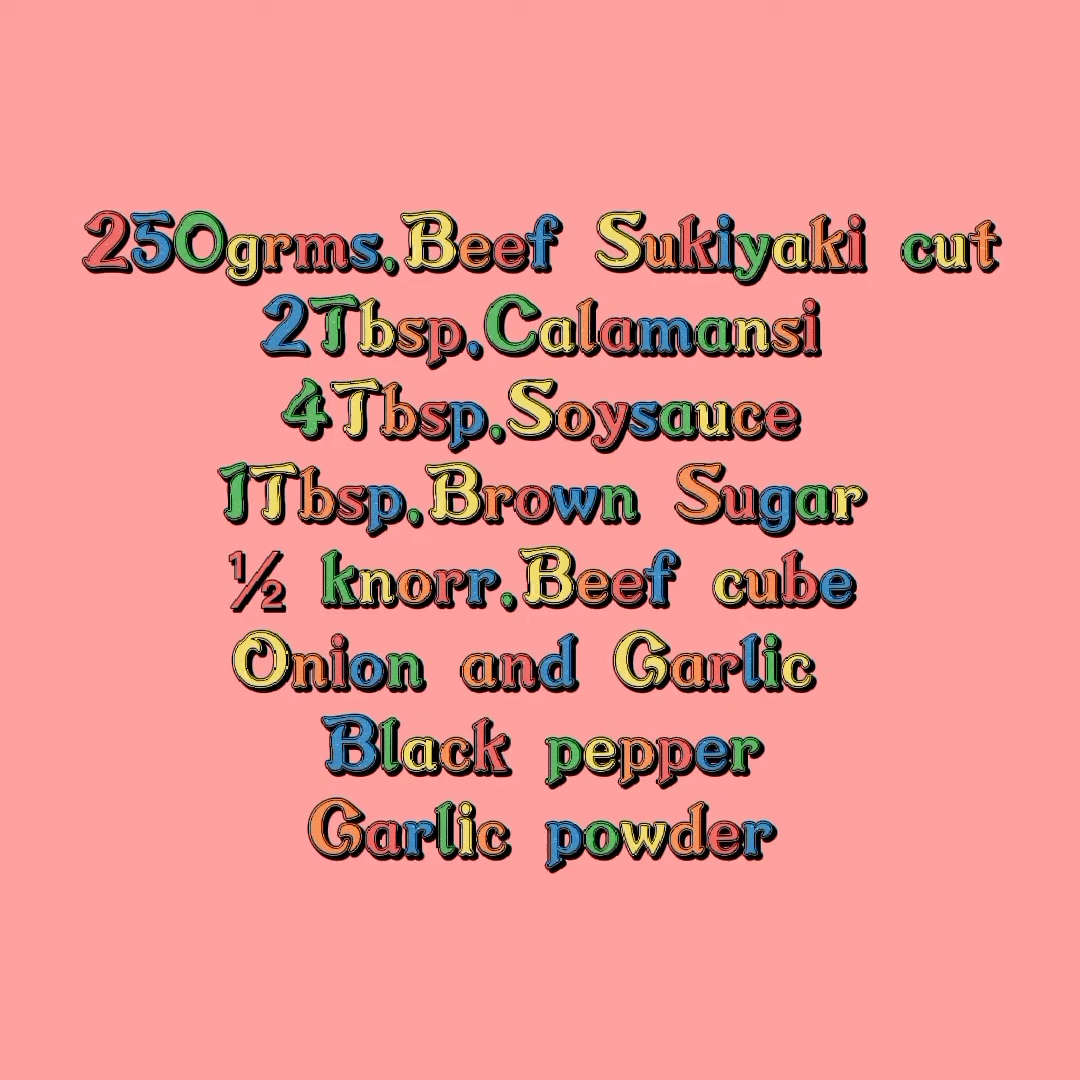 250grms.Beef Sukiyaki cut
2Tbsp.Calamansi
4Tbsp.Soysauce
1Tbsp.Brown Sugar
½ knorr.Beef cube
Onion and Garlic
Black pepper
Garlic powder